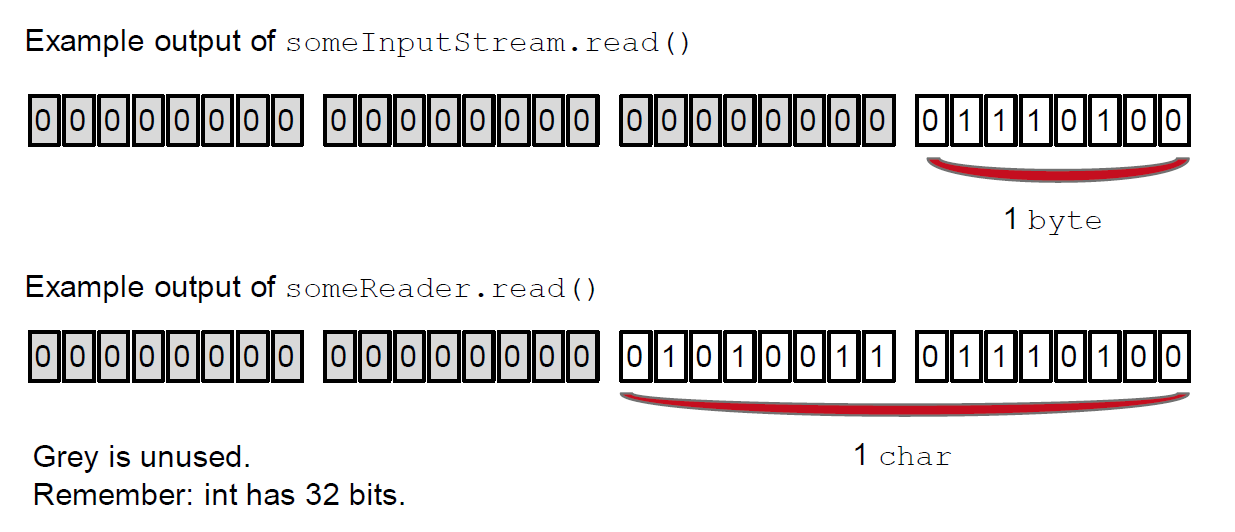 Example output of someInputStream.read()
0 0 0 0 0 0 0 0 0 0 0 0 0 0 0 0 0 0 0 0 0 0 0 0 0 1 1 1 0 1 0 0
1 byte
Example output of someReader.read()
0 0 0 0 0 0 0 0 0 0 0 0 0 0 0 0 0 1 0 1 0 0 1 1 0 1 1 1 0 1 0 0
1 char
Grey is unused.
Remember: int has 32 bits.